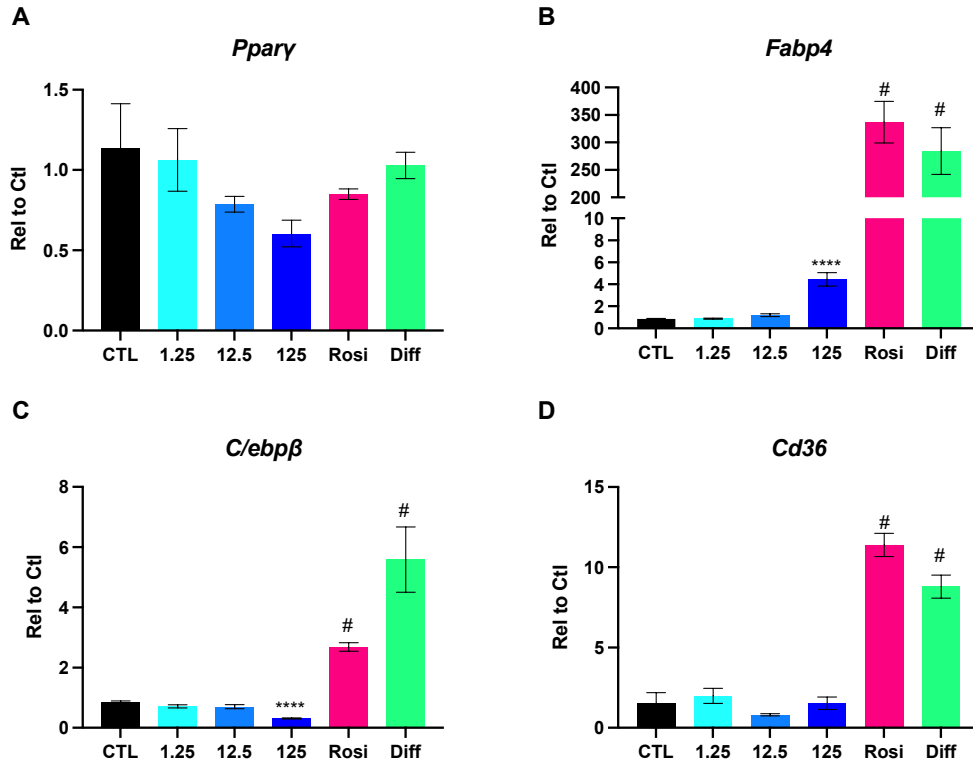 A
Pparγ
Rel to Ctl
1.5
1.0
0.5
0.0
CTL 1.25 12.5 125 Rosi Diff
B
Fabp4
Rel to Ctl
400
350
300
250
200
10
8
6
4
2
0
****
#
#
CTL 1.25 12.5 125 Rosi Diff
C
C/ebpβ
Rel to Ctl
8
6
4
2
0
****
#
#
CTL 1.25 12.5 125 Rosi Diff
D
Cd36
Rel to Ctl
15
10
5
0
#
#
CTL 1.25 12.5 125 Rosi Diff